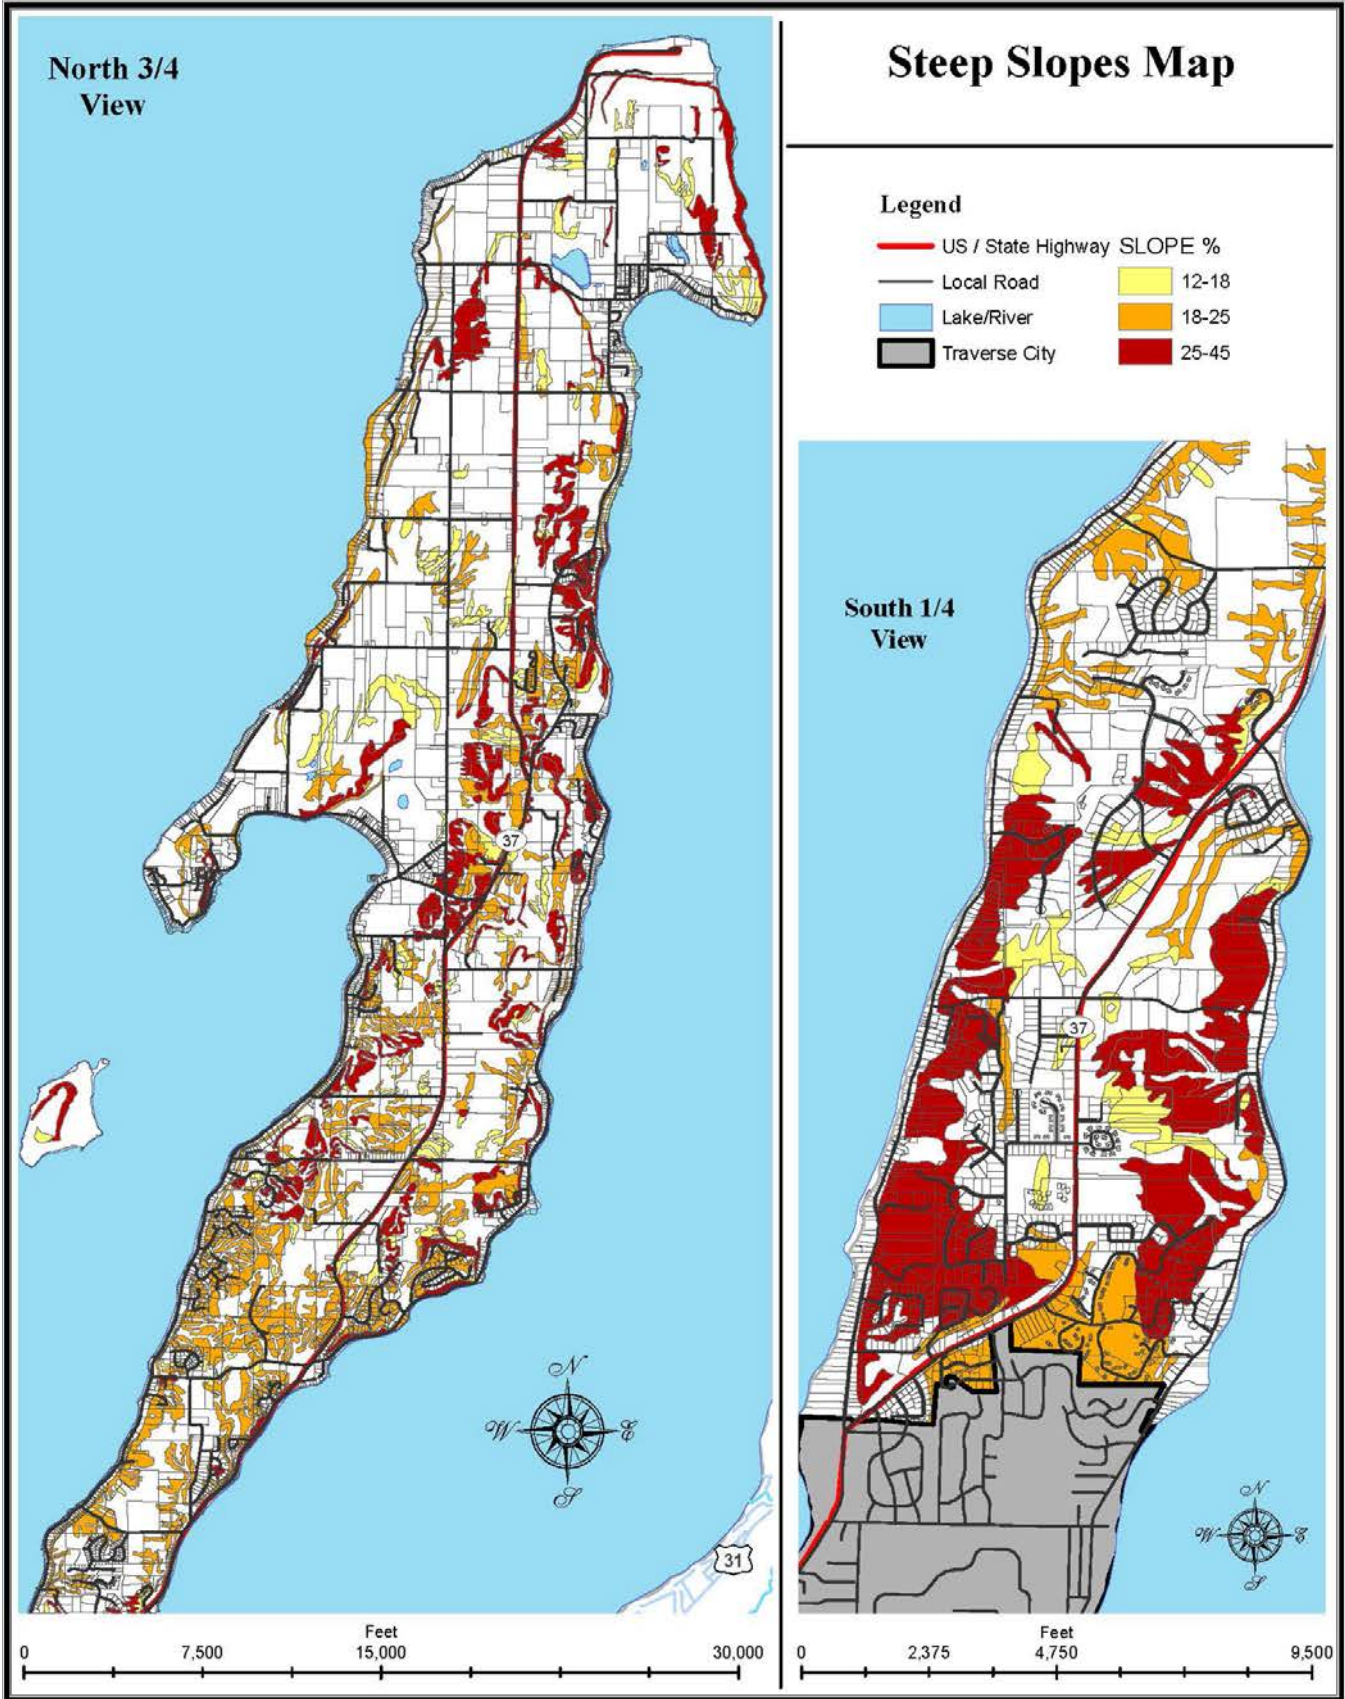 North 3/4
View
Steep Slopes Map
Legend
US / State Highway
Local Road
Lake/River
Traverse City
SLOPE %
12-18
18-25
25-45
South 1/4
View
37
37
N
W E
S
31
N
W E
S
Feet
0 7,500 15,000 30,000
Feet
0 2,375 4,750 9,500